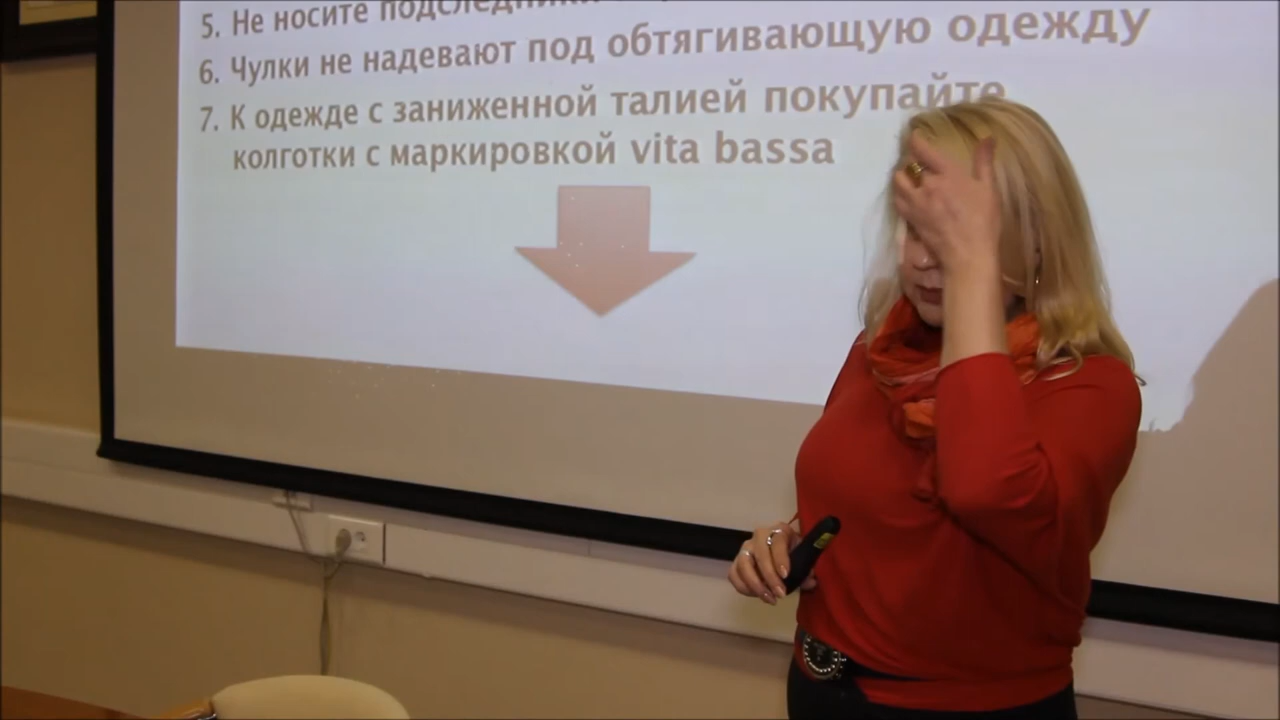 5. Не носите подследники
6. Чулки не надевают под обтягивающую одежду
7. К одежде с заниженной талией покупайте
колготки с маркировкой vita bassa